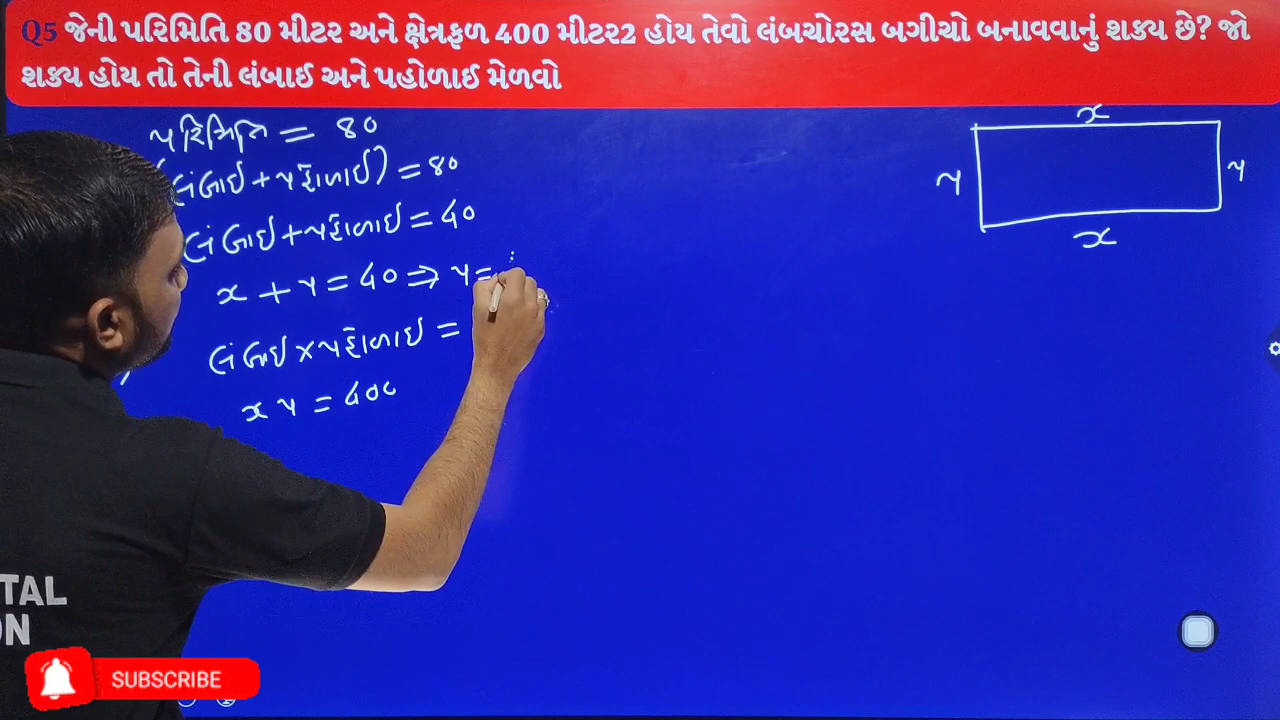 Q5 જેની પરિમિતિ 80 મીટર અને ક્ષેત્રફળ 400 મીટર2 હોય તેવો લંબચોરસ બગીચો બનાવવાનું શક્ય છે? જો
શક્ય હોય તો તેની લંબાઈ અને પહોળાઈ મેળવો
પરિમિતિ = 80
(લંબાઈ + પહોળાઈ) = 80
લંબાઈ + પહોળાઈ = 40
x + y = 40 ⇒ y =
લંબાઈ × પહોળાઈ =
x y = 400
x
y
y
x
TAL
ON
SUBSCRIBE